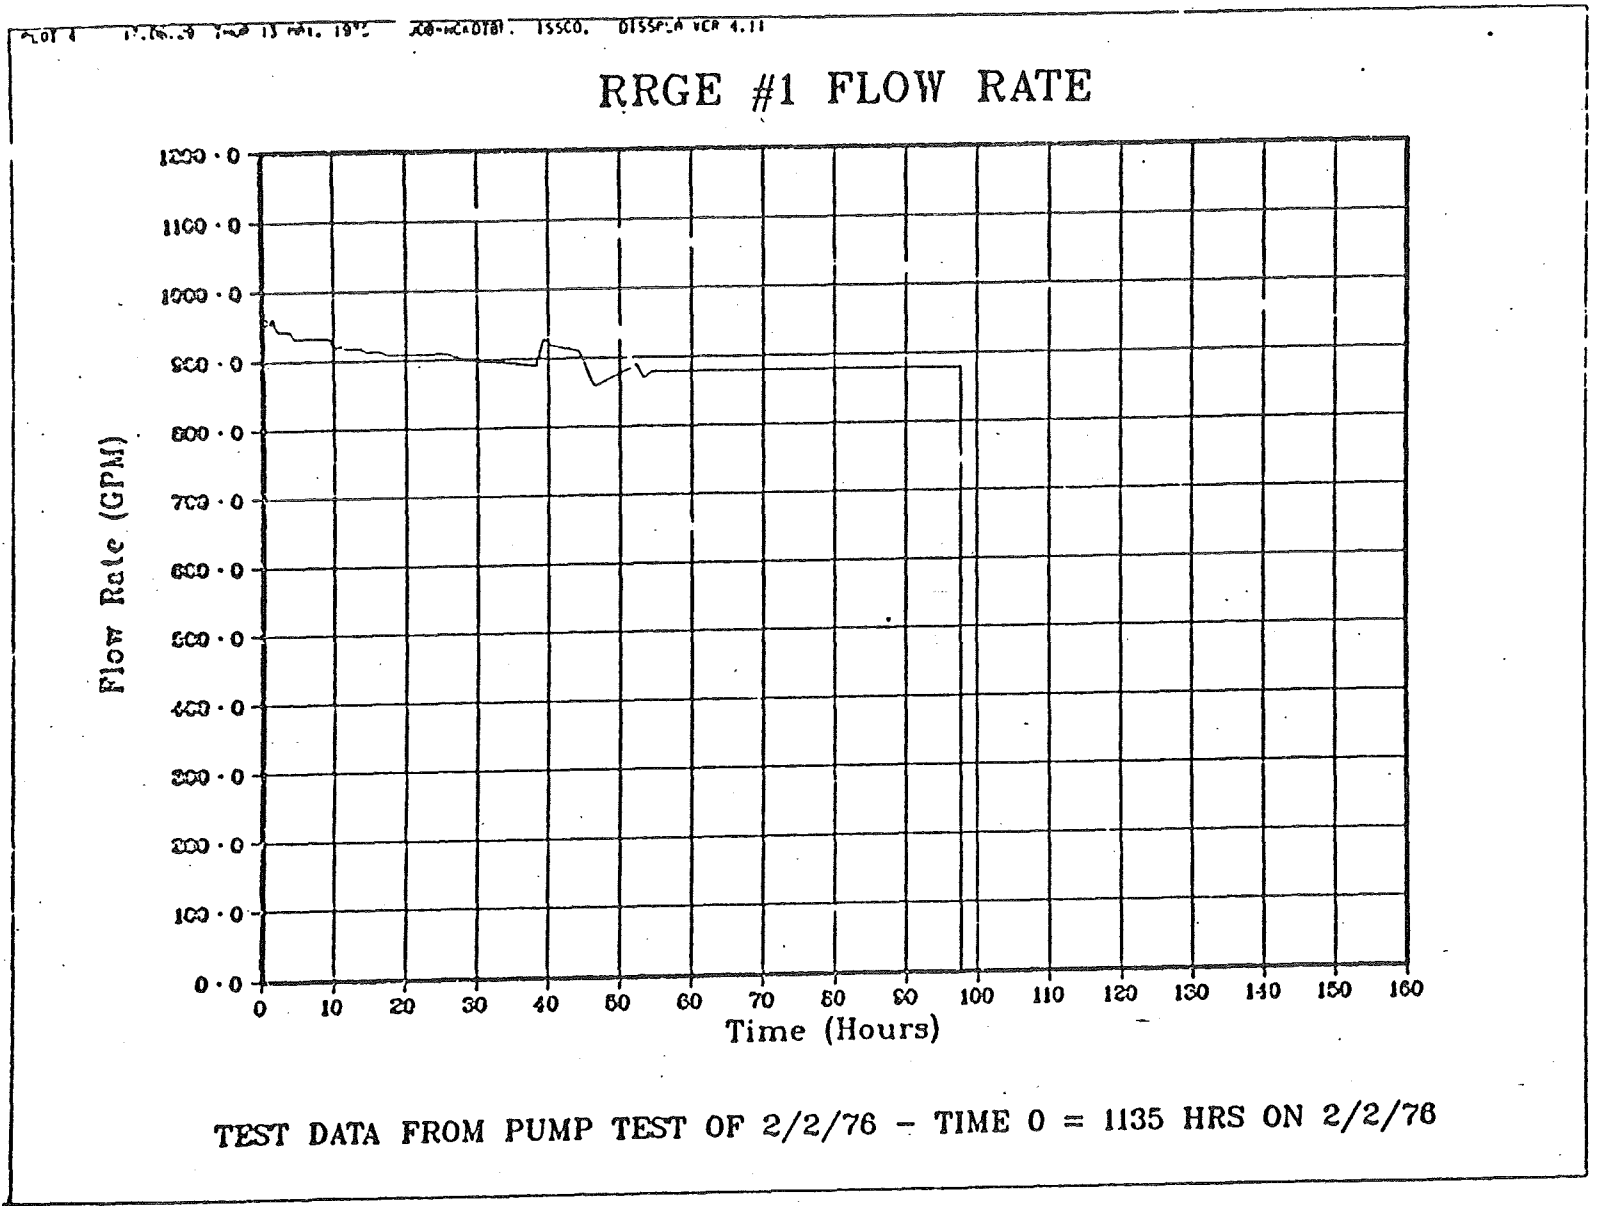 PLOT 4 13 ISSCO. DISSPLA VER 4.11
RRGE #1 FLOW RATE
1200.0
1100.0
1000.0
900.0
800.0
700.0
600.0
500.0
400.0
300.0
200.0
100.0
0.0
Flow Rate (GPM)
0 10 20 30 40 50 60 70 80 90 100 110 120 130 140 150 160
Time (Hours)
TEST DATA FROM PUMP TEST OF 2/2/76 - TIME 0 = 1135 HRS ON 2/2/76